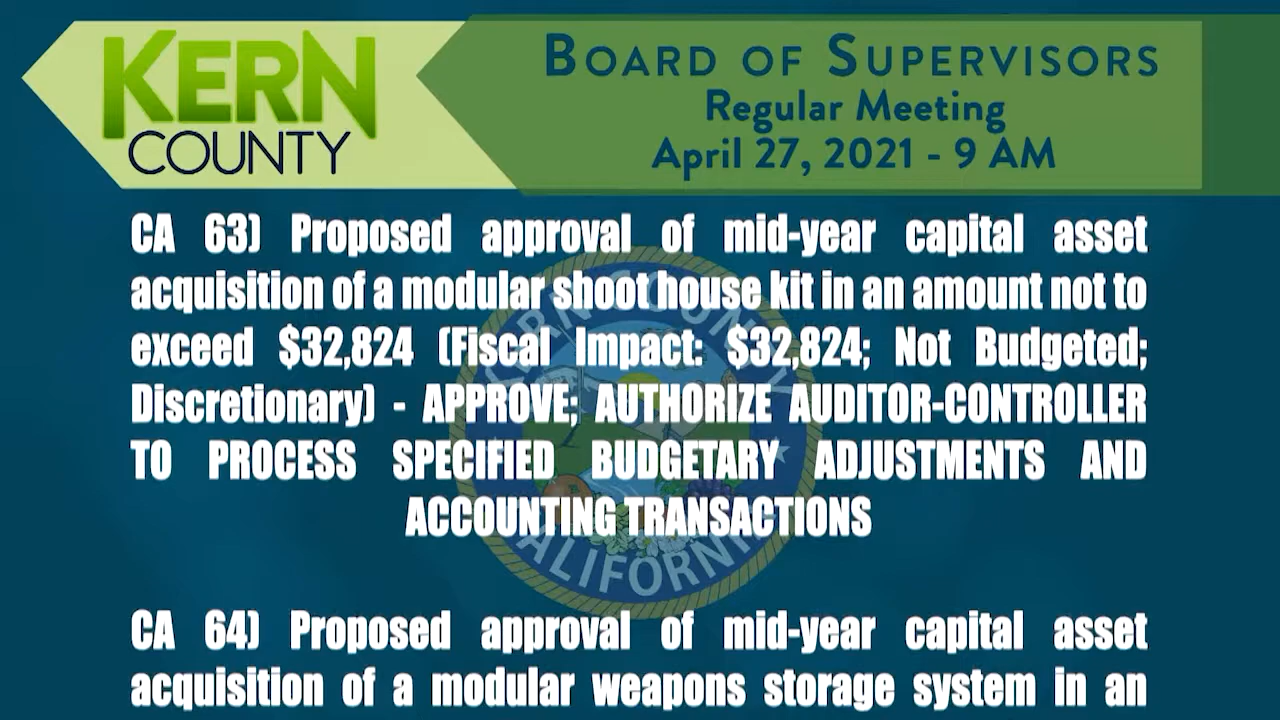 KERN
COUNTY
BOARD OF SUPERVISORS
Regular Meeting
April 27, 2021 - 9 AM
CA 63) Proposed approval of mid-year capital asset
acquisition of a modular shoot house kit in an amount not to
exceed $32,824 (Fiscal Impact: $32,824; Not Budgeted;
Discretionary) - APPROVE; AUTHORIZE AUDITOR-CONTROLLER
TO PROCESS SPECIFIED BUDGETARY ADJUSTMENTS AND
ACCOUNTING TRANSACTIONS
CA 64) Proposed approval of mid-year capital asset
acquisition of a modular weapons storage system in an
KERN COUNTY
CALIFORNIA